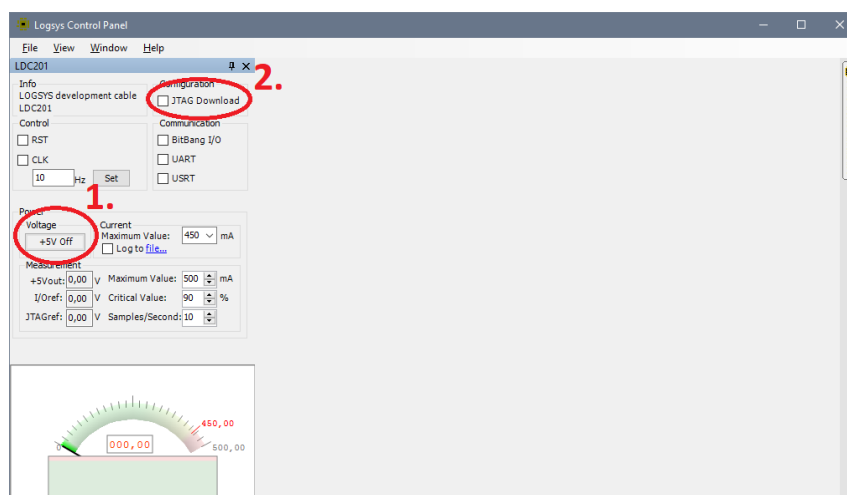 Logsys Control Panel
File View Window Help
LDC201
2.
Info
LOGSYS development cable
LDC201
Configuration
JTAG Download
Control
RST
CLK
10 Hz Set
Communication
BitBang I/O
UART
USRT
1.
Power
Voltage
+5V Off
Current
Maximum Value: 450 mA
Log to file...
Measurement
+5Vout: 0,00 V Maximum Value: 500 mA
I/Oref: 0,00 V Critical Value: 90 %
JTAGref: 0,00 V Samples/Second: 10
450,00
0
000,00
500,00